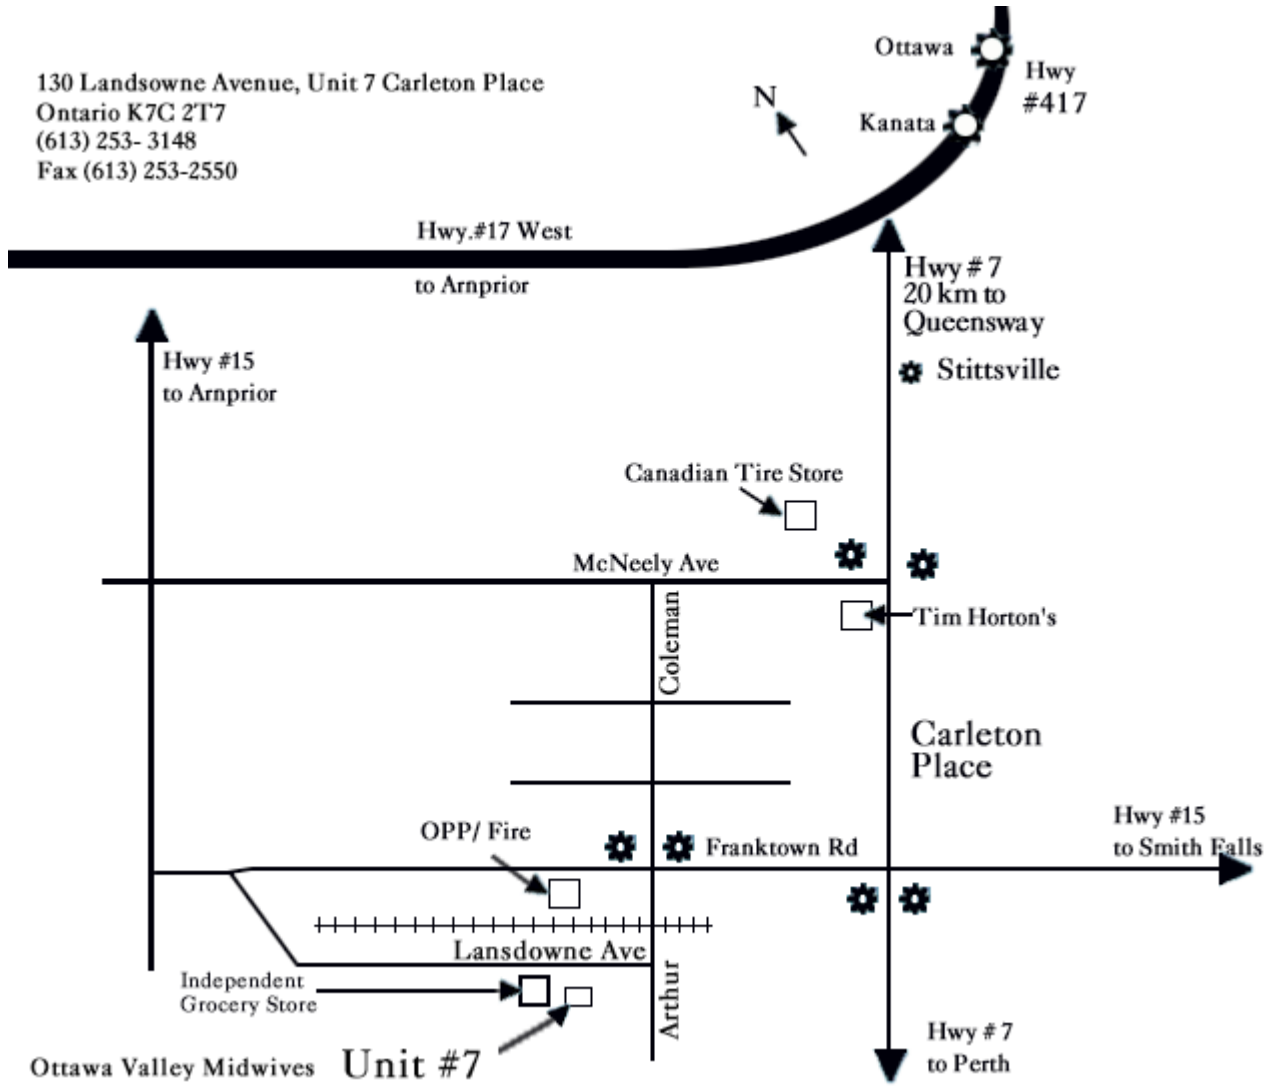 Ottawa
Hwy
#417
130 Landsowne Avenue, Unit 7 Carleton Place
Ontario K7C 2T7
(613) 253- 3148
Fax (613) 253-2550
N
Kanata
Hwy.#17 West
to Arnprior
Hwy # 7
20 km to
Queensway
Hwy #15
to Arnprior
Stittsville
Canadian Tire Store
McNeely Ave
Coleman
Tim Horton's
Carleton
Place
Hwy #15
to Smith Falls
OPP/ Fire
Franktown Rd
Lansdowne Ave
Independent
Grocery Store
Arthur
Hwy # 7
to Perth
Ottawa Valley Midwives
Unit #7